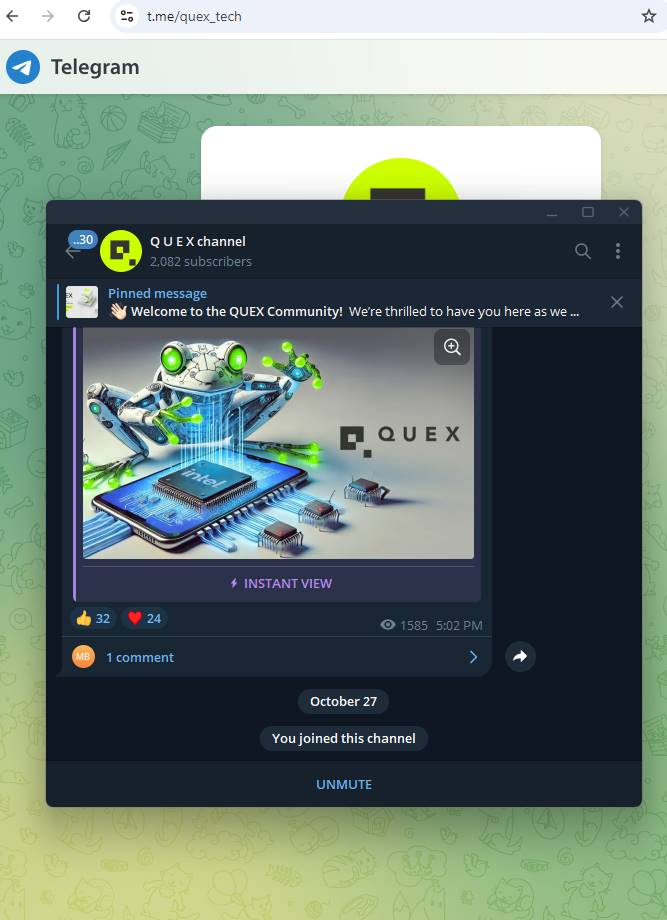 t.me/quex_tech
Telegram
..30
Q U E X channel
2,082 subscribers
Pinned message
👋🏻 Welcome to the QUEX Community! We're thrilled to have you here as we ...
QUEX
intel
INSTANT VIEW
👍 32 ❤️ 24
1585 5:02 PM
MB
1 comment
October 27
You joined this channel
UNMUTE